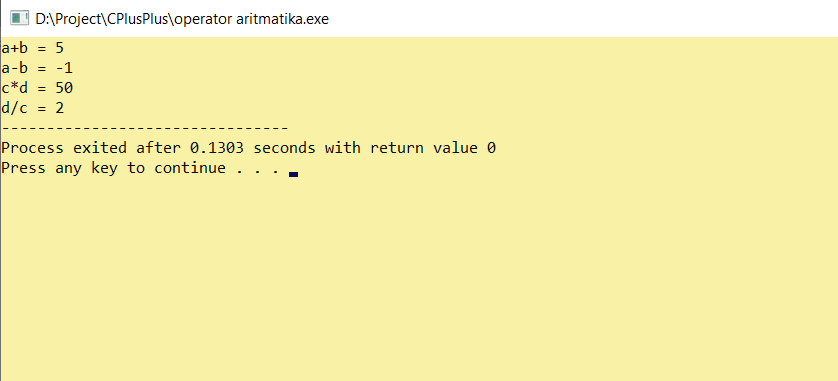 D:\Project\CPlusPlus\operator aritmatika.exe
a+b = 5
a-b = -1
c*d = 50
d/c = 2
--------------------------------
Process exited after 0.1303 seconds with return value 0
Press any key to continue . . .